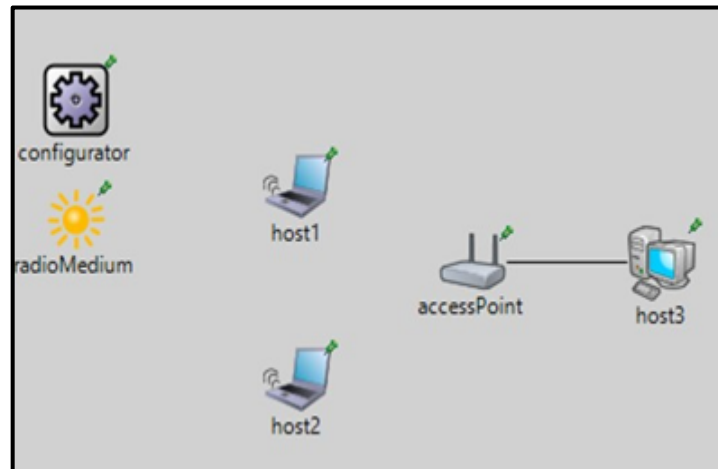 configurator
radioMedium
host1
accessPoint
host3
host2